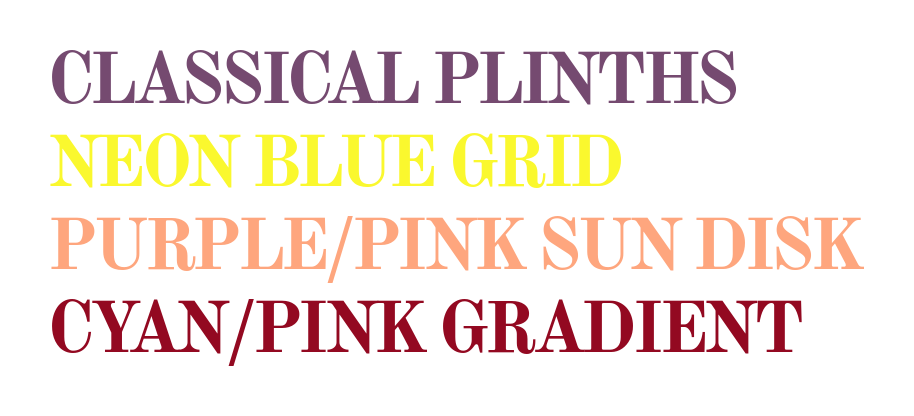 CLASSICAL PLINTHS
NEON BLUE GRID
PURPLE/PINK SUN DISK
CYAN/PINK GRADIENT